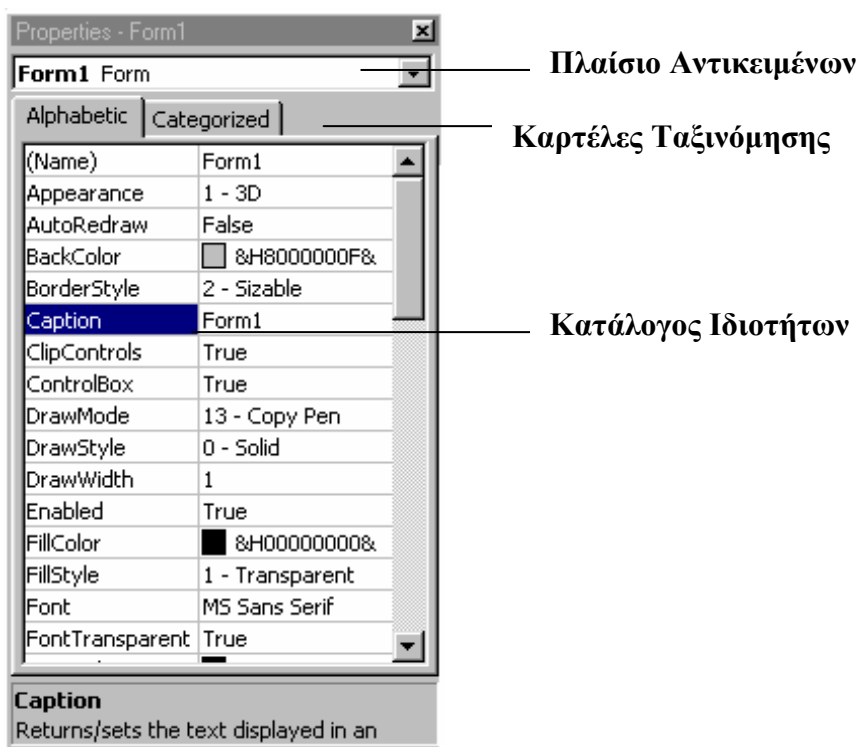 Properties - Form1
Form1 Form
Πλαίσιο Αντικειμένων
Alphabetic Categorized
Καρτέλες Ταξινόμησης
(Name) Form1
Appearance 1 - 3D
AutoRedraw False
BackColor &H8000000F&
BorderStyle 2 - Sizable
Caption Form1
Κατάλογος Ιδιοτήτων
ClipControls True
ControlBox True
DrawMode 13 - Copy Pen
DrawStyle 0 - Solid
DrawWidth 1
Enabled True
FillColor &H00000000&
FillStyle 1 - Transparent
Font MS Sans Serif
FontTransparent True
Caption
Returns/sets the text displayed in an